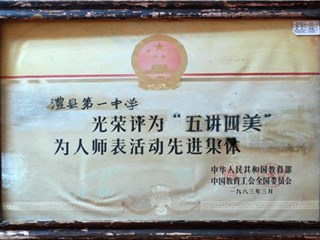 澧县第一中学
光荣评为“五讲四美”
为人师表活动先进集体
中华人民共和国教育部
中国教育工会全国委员会
一九八三年三月